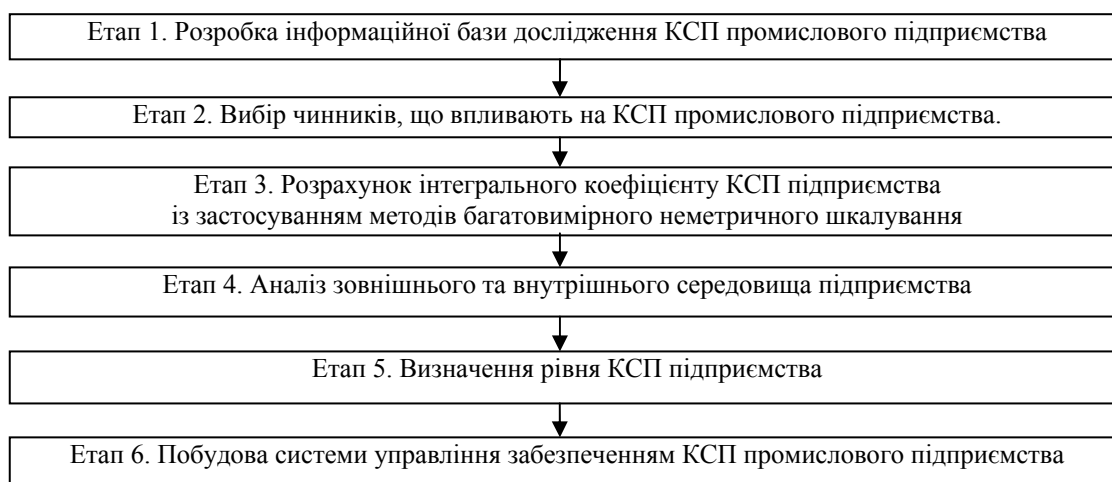 Етап 1. Розробка інформаційної бази дослідження КСП промислового підприємства
Етап 2. Вибір чинників, що впливають на КСП промислового підприємства.
Етап 3. Розрахунок інтегрального коефіцієнту КСП підприємства
із застосуванням методів багатовимірного неметричного шкалування
Етап 4. Аналіз зовнішнього та внутрішнього середовища підприємства
Етап 5. Визначення рівня КСП підприємства
Етап 6. Побудова системи управління забезпеченням КСП промислового підприємства